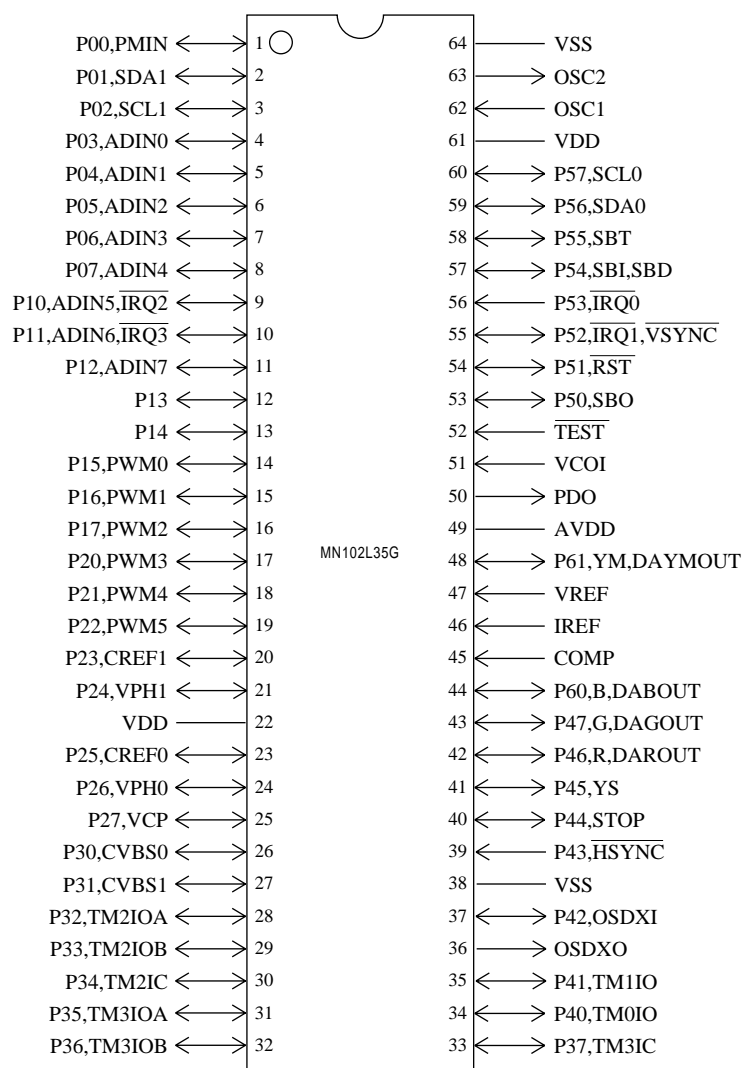 P00,PMIN 1 64 VSS
P01,SDA1 2 63 OSC2
P02,SCL1 3 62 OSC1
P03,ADIN0 4 61 VDD
P04,ADIN1 5 60 P57,SCL0
P05,ADIN2 6 59 P56,SDA0
P06,ADIN3 7 58 P55,SBT
P07,ADIN4 8 57 P54,SBI,SBD
P10,ADIN5,I̅R̅Q̅2̅ 9 56 P53,I̅R̅Q̅0̅
P11,ADIN6,I̅R̅Q̅3̅ 10 55 P52,I̅R̅Q̅1̅,V̅S̅Y̅N̅C̅
P12,ADIN7 11 54 P51,R̅S̅T̅
P13 12 53 P50,SBO
P14 13 52 T̅E̅S̅T̅
P15,PWM0 14 51 VCOI
P16,PWM1 15 50 PDO
P17,PWM2 16 49 AVDD
P20,PWM3 17 MN102L35G 48 P61,YM,DAYMOUT
P21,PWM4 18 47 VREF
P22,PWM5 19 46 IREF
P23,CREF1 20 45 COMP
P24,VPH1 21 44 P60,B,DABOUT
VDD 22 43 P47,G,DAGOUT
P25,CREF0 23 42 P46,R,DAROUT
P26,VPH0 24 41 P45,YS
P27,VCP 25 40 P44,STOP
P30,CVBS0 26 39 P43,H̅S̅Y̅N̅C̅
P31,CVBS1 27 38 VSS
P32,TM2IOA 28 37 P42,OSDXI
P33,TM2IOB 29 36 OSDXO
P34,TM2IC 30 35 P41,TM1IO
P35,TM3IOA 31 34 P40,TM0IO
P36,TM3IOB 32 33 P37,TM3IC